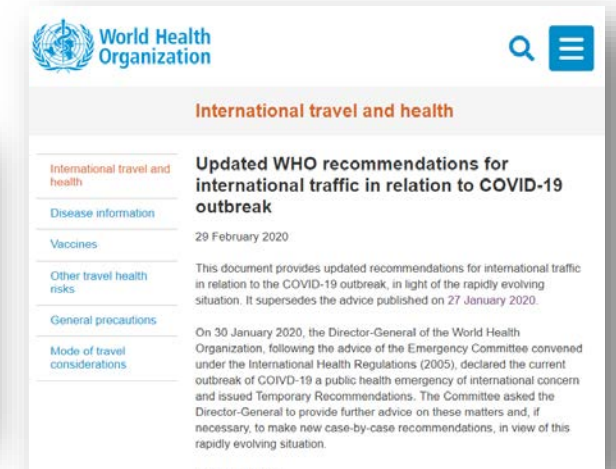 World Health
Organization
International travel and health
International travel and
health
Disease information
Vaccines
Other travel health
risks
General precautions
Mode of travel
considerations
Updated WHO recommendations for
international traffic in relation to COVID-19
outbreak
29 February 2020
This document provides updated recommendations for international traffic
in relation to the COVID-19 outbreak, in light of the rapidly evolving
situation. It supersedes the advice published on 27 January 2020.
On 30 January 2020, the Director-General of the World Health
Organization, following the advice of the Emergency Committee convened
under the International Health Regulations (2005), declared the current
outbreak of COIVD-19 a public health emergency of international concern
and issued Temporary Recommendations. The Committee asked the
Director-General to provide further advice on these matters and, if
necessary, to make new case-by-case recommendations, in view of this
rapidly evolving situation.